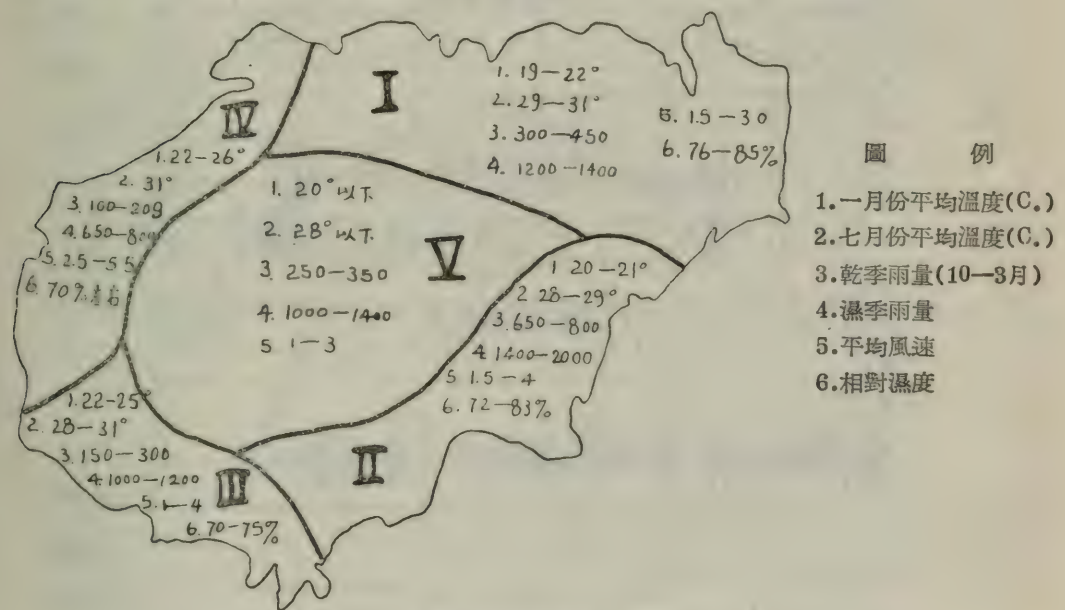 I
1. 19—22°
2. 29—31°
3. 300—450
4. 1200—1400
5. 1.5—30
6. 76—85%
IV
1. 22-26°
2. 31°
3. 100-209
4. 650-800
5. 2.5-5 5
6. 70%左右
V
1. 20°以下
2. 28°以下
3. 250—350
4. 1000—1400
5 1—3
1 20—21°
2 28—29°
3. 650—800
4. 1400—2000
5 1.5—4
6. 72—83%
II
1. 22-25°
2. 28—31°
3. 150—300
4. 1000—1200
5. 1—4
6. 70-75%
III
圖 例
1.一月份平均溫度(C.)
2.七月份平均溫度(C.)
3.乾季雨量(10—3月)
4.濕季雨量
5.平均風速
6.相對濕度